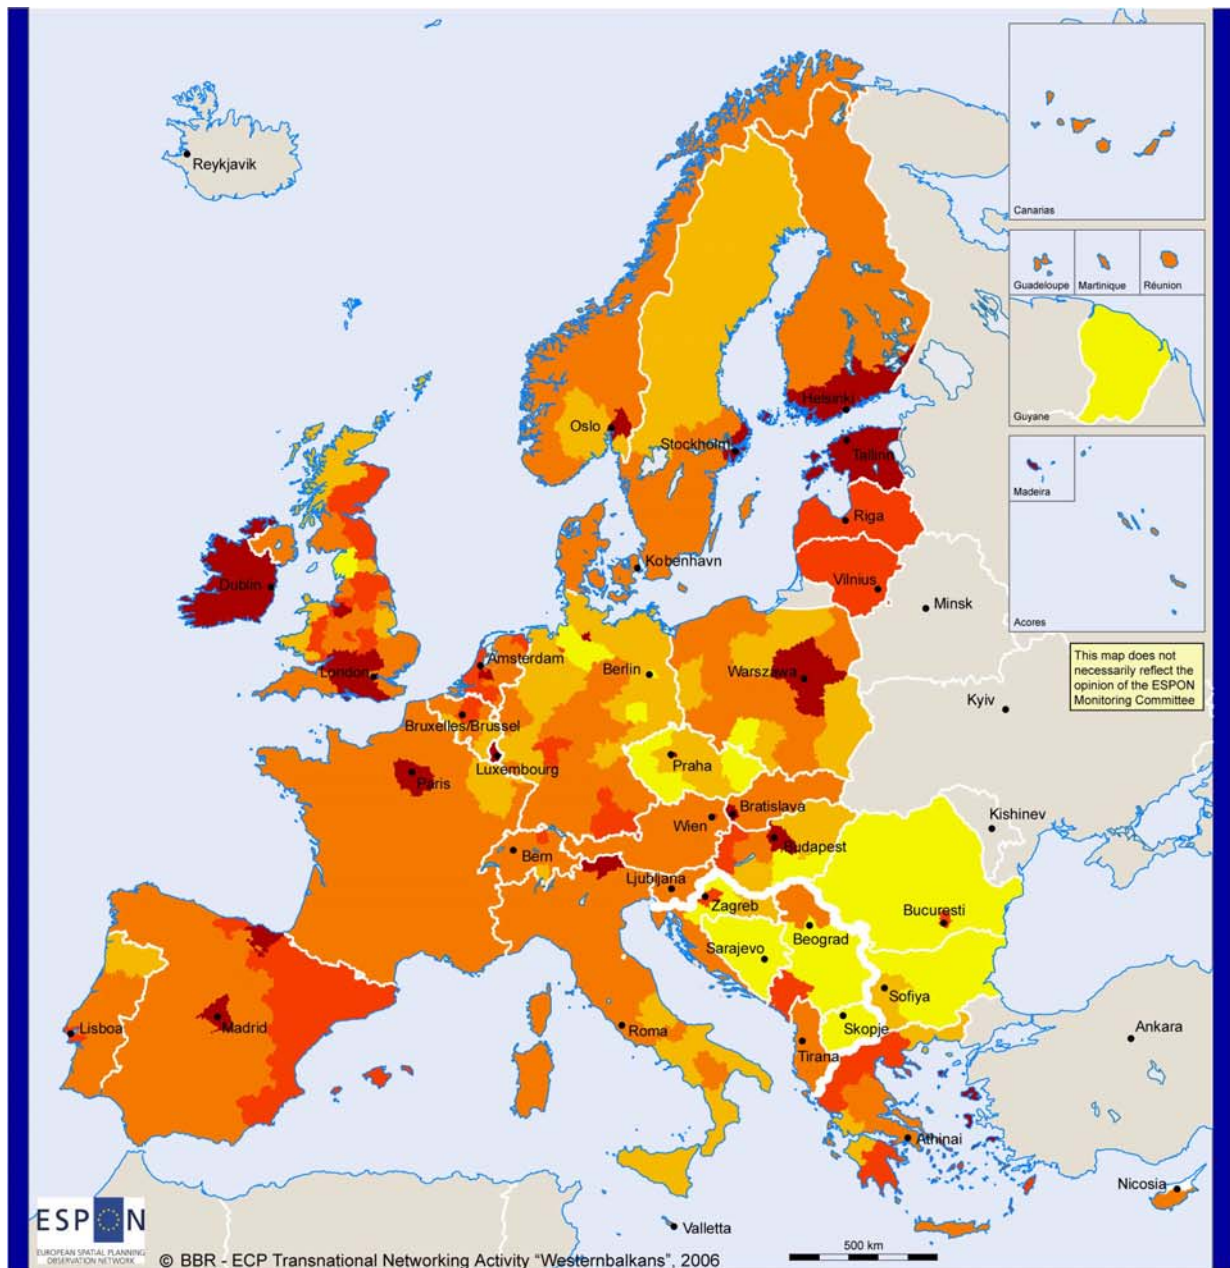 Reykjavik
Canarias
Guadeloupe
Martinique
Réunion
Guyane
Helsinki
Oslo
Stockholm
Tallinn
Madeira
Riga
Kobenhavn
Dublin
Vilnius
Minsk
Acores
This map does not
necessarily reflect the
opinion of the ESPON
Monitoring Committee
Amsterdam
London
Berlin
Warszawa
Kyiv
Bruxelles/Brussel
Luxembourg
Praha
Paris
Bratislava
Kishinev
Wien
Budapest
Bern
Ljubljana
Zagreb
Bucuresti
Beograd
Sarajevo
Sofiya
Lisboa
Madrid
Roma
Skopje
Ankara
Tirana
Athinai
Nicosia
Valletta
ESPON
EUROPEAN SPATIAL PLANNING
OBSERVATION NETWORK
500 km
© BBR - ECP Transnational Networking Activity "Westernbalkans", 2006